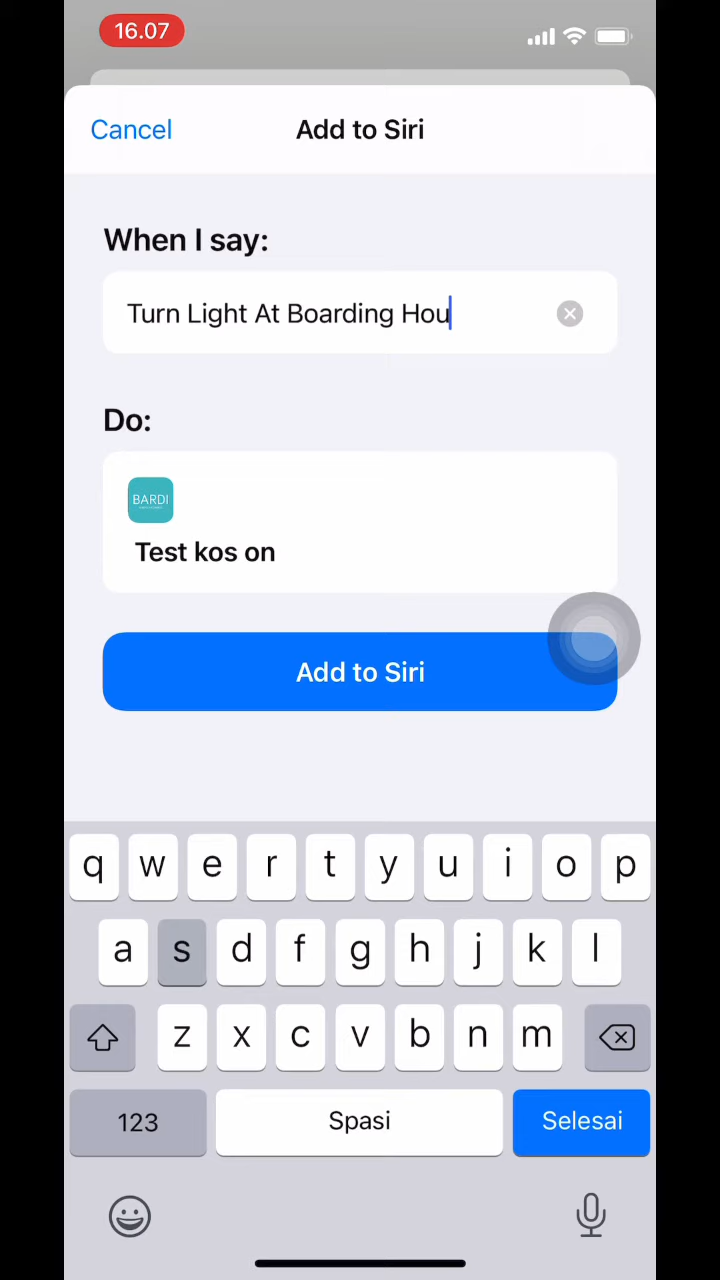 16.07
Cancel
Add to Siri
When I say:
Turn Light At Boarding Hou
Do:
BARDI
Test kos on
Add to Siri
q w e r t y u i o p
a s d f g h j k l
z x c v b n m
123
Spasi
Selesai